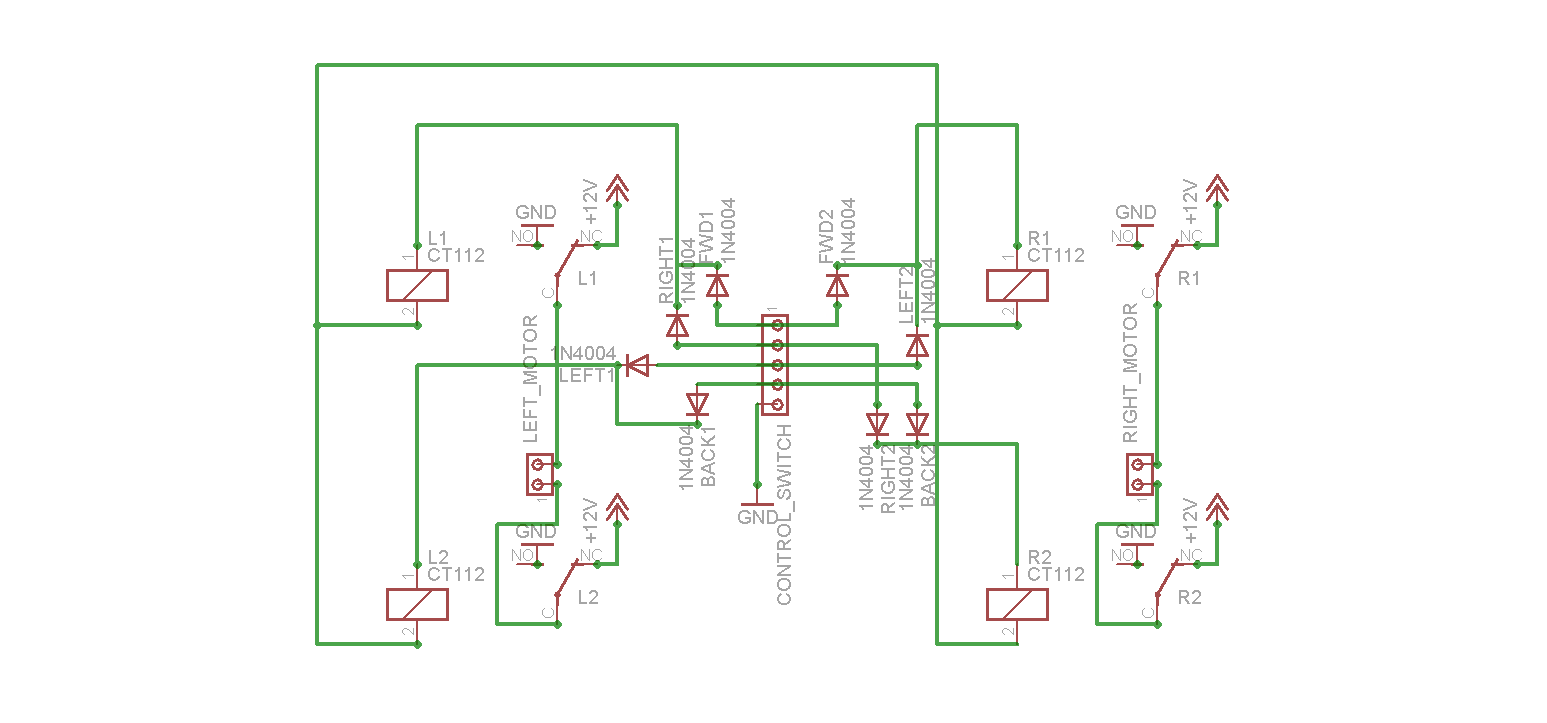 GND
+12V
NO
NC
L1
CT112
1
2
C
L1
RIGHT1
1N4004
FWD1
1N4004
FWD2
1N4004
LEFT2
1N4004
R1
CT112
1
2
GND
+12V
NO
NC
C
R1
LEFT_MOTOR
1
1N4004
LEFT1
1N4004
BACK1
1
CONTROL_SWITCH
GND
1N4004
RIGHT2
1N4004
BACK2
RIGHT_MOTOR
1
L2
CT112
1
2
GND
+12V
NO
NC
C
L2
R2
CT112
1
2
GND
+12V
NO
NC
C
R2